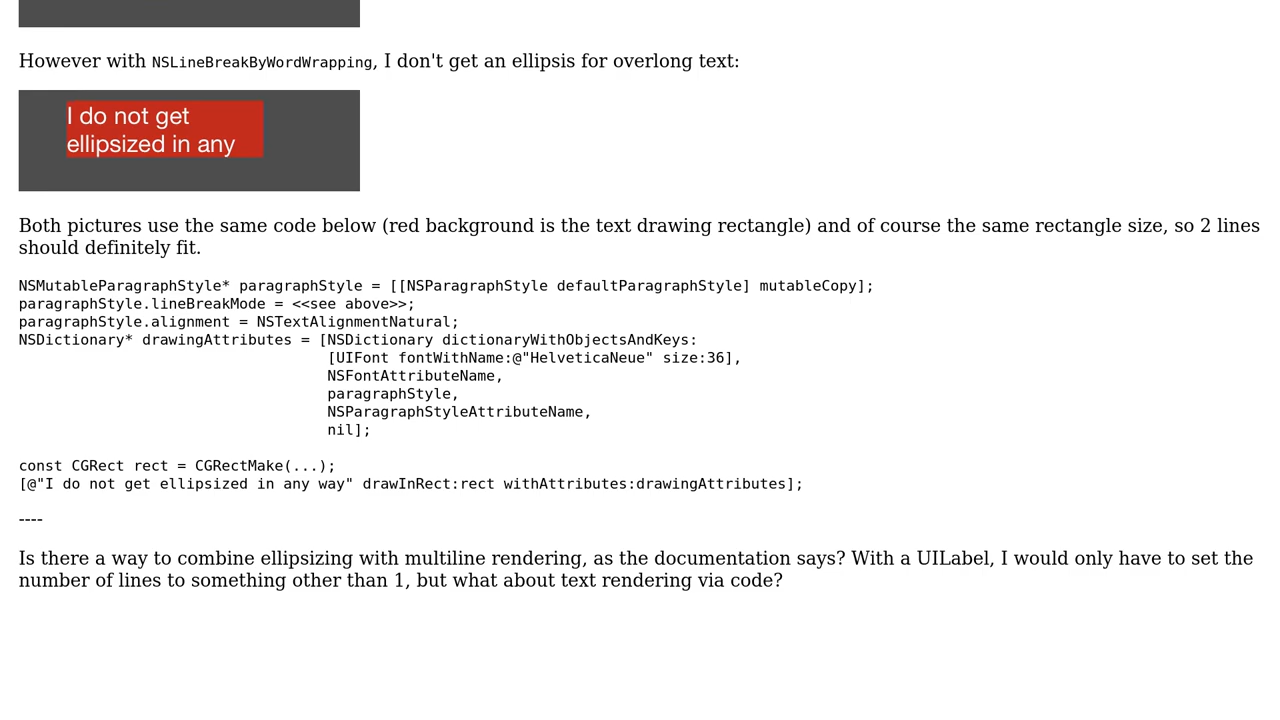 However with NSLineBreakByWordWrapping, I don't get an ellipsis for overlong text:
I do not get
ellipsized in any
Both pictures use the same code below (red background is the text drawing rectangle) and of course the same rectangle size, so 2 lines
should definitely fit.
NSMutableParagraphStyle* paragraphStyle = [[NSParagraphStyle defaultParagraphStyle] mutableCopy];
paragraphStyle.lineBreakMode = <<see above>>;
paragraphStyle.alignment = NSTextAlignmentNatural;
NSDictionary* drawingAttributes = [NSDictionary dictionaryWithObjectsAndKeys:
[UIFont fontWithName:@"HelveticaNeue" size:36],
NSFontAttributeName,
paragraphStyle,
NSParagraphStyleAttributeName,
nil];
const CGRect rect = CGRectMake(...);
[@"I do not get ellipsized in any way" drawInRect:rect withAttributes:drawingAttributes];
----
Is there a way to combine ellipsizing with multiline rendering, as the documentation says? With a UILabel, I would only have to set the
number of lines to something other than 1, but what about text rendering via code?